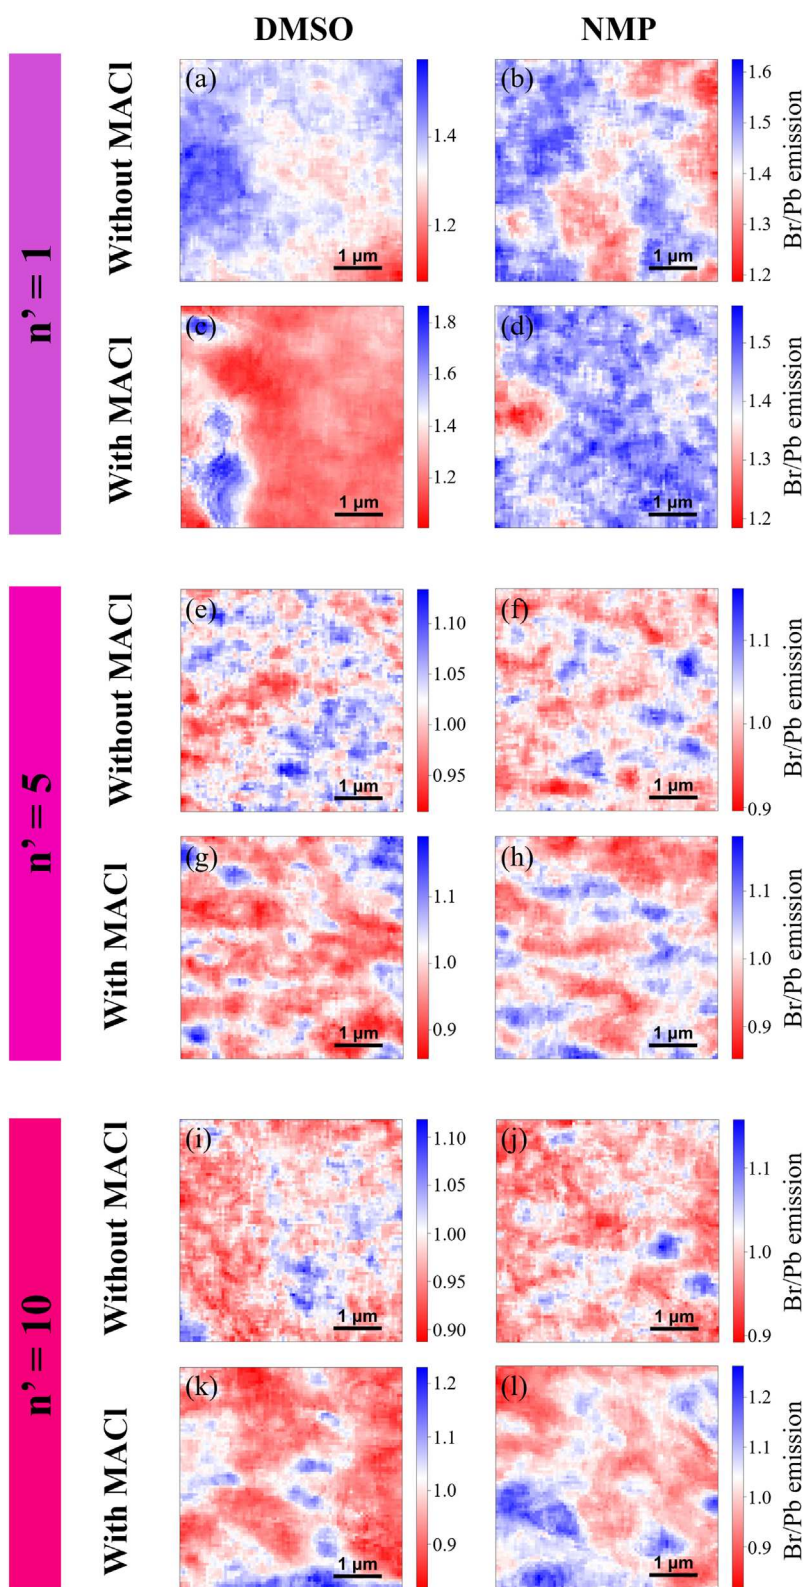 DMSO NMP
n' = 1
Without MACl
(a)
1 µm
1.4
1.2
(b)
1 µm
1.6
1.5
1.4
1.3
1.2
Br/Pb emission
With MACl
(c)
1 µm
1.8
1.6
1.4
1.2
(d)
1 µm
1.5
1.4
1.3
1.2
Br/Pb emission
n' = 5
Without MACl
(e)
1 µm
1.10
1.05
1.00
0.95
(f)
1 µm
1.1
1.0
0.9
Br/Pb emission
With MACl
(g)
1 µm
1.1
1.0
0.9
(h)
1 µm
1.1
1.0
0.9
Br/Pb emission
n' = 10
Without MACl
(i)
1 µm
1.10
1.05
1.00
0.95
0.90
(j)
1 µm
1.1
1.0
0.9
Br/Pb emission
With MACl
(k)
1 µm
1.2
1.1
1.0
0.9
(l)
1 µm
1.2
1.1
1.0
0.9
Br/Pb emission